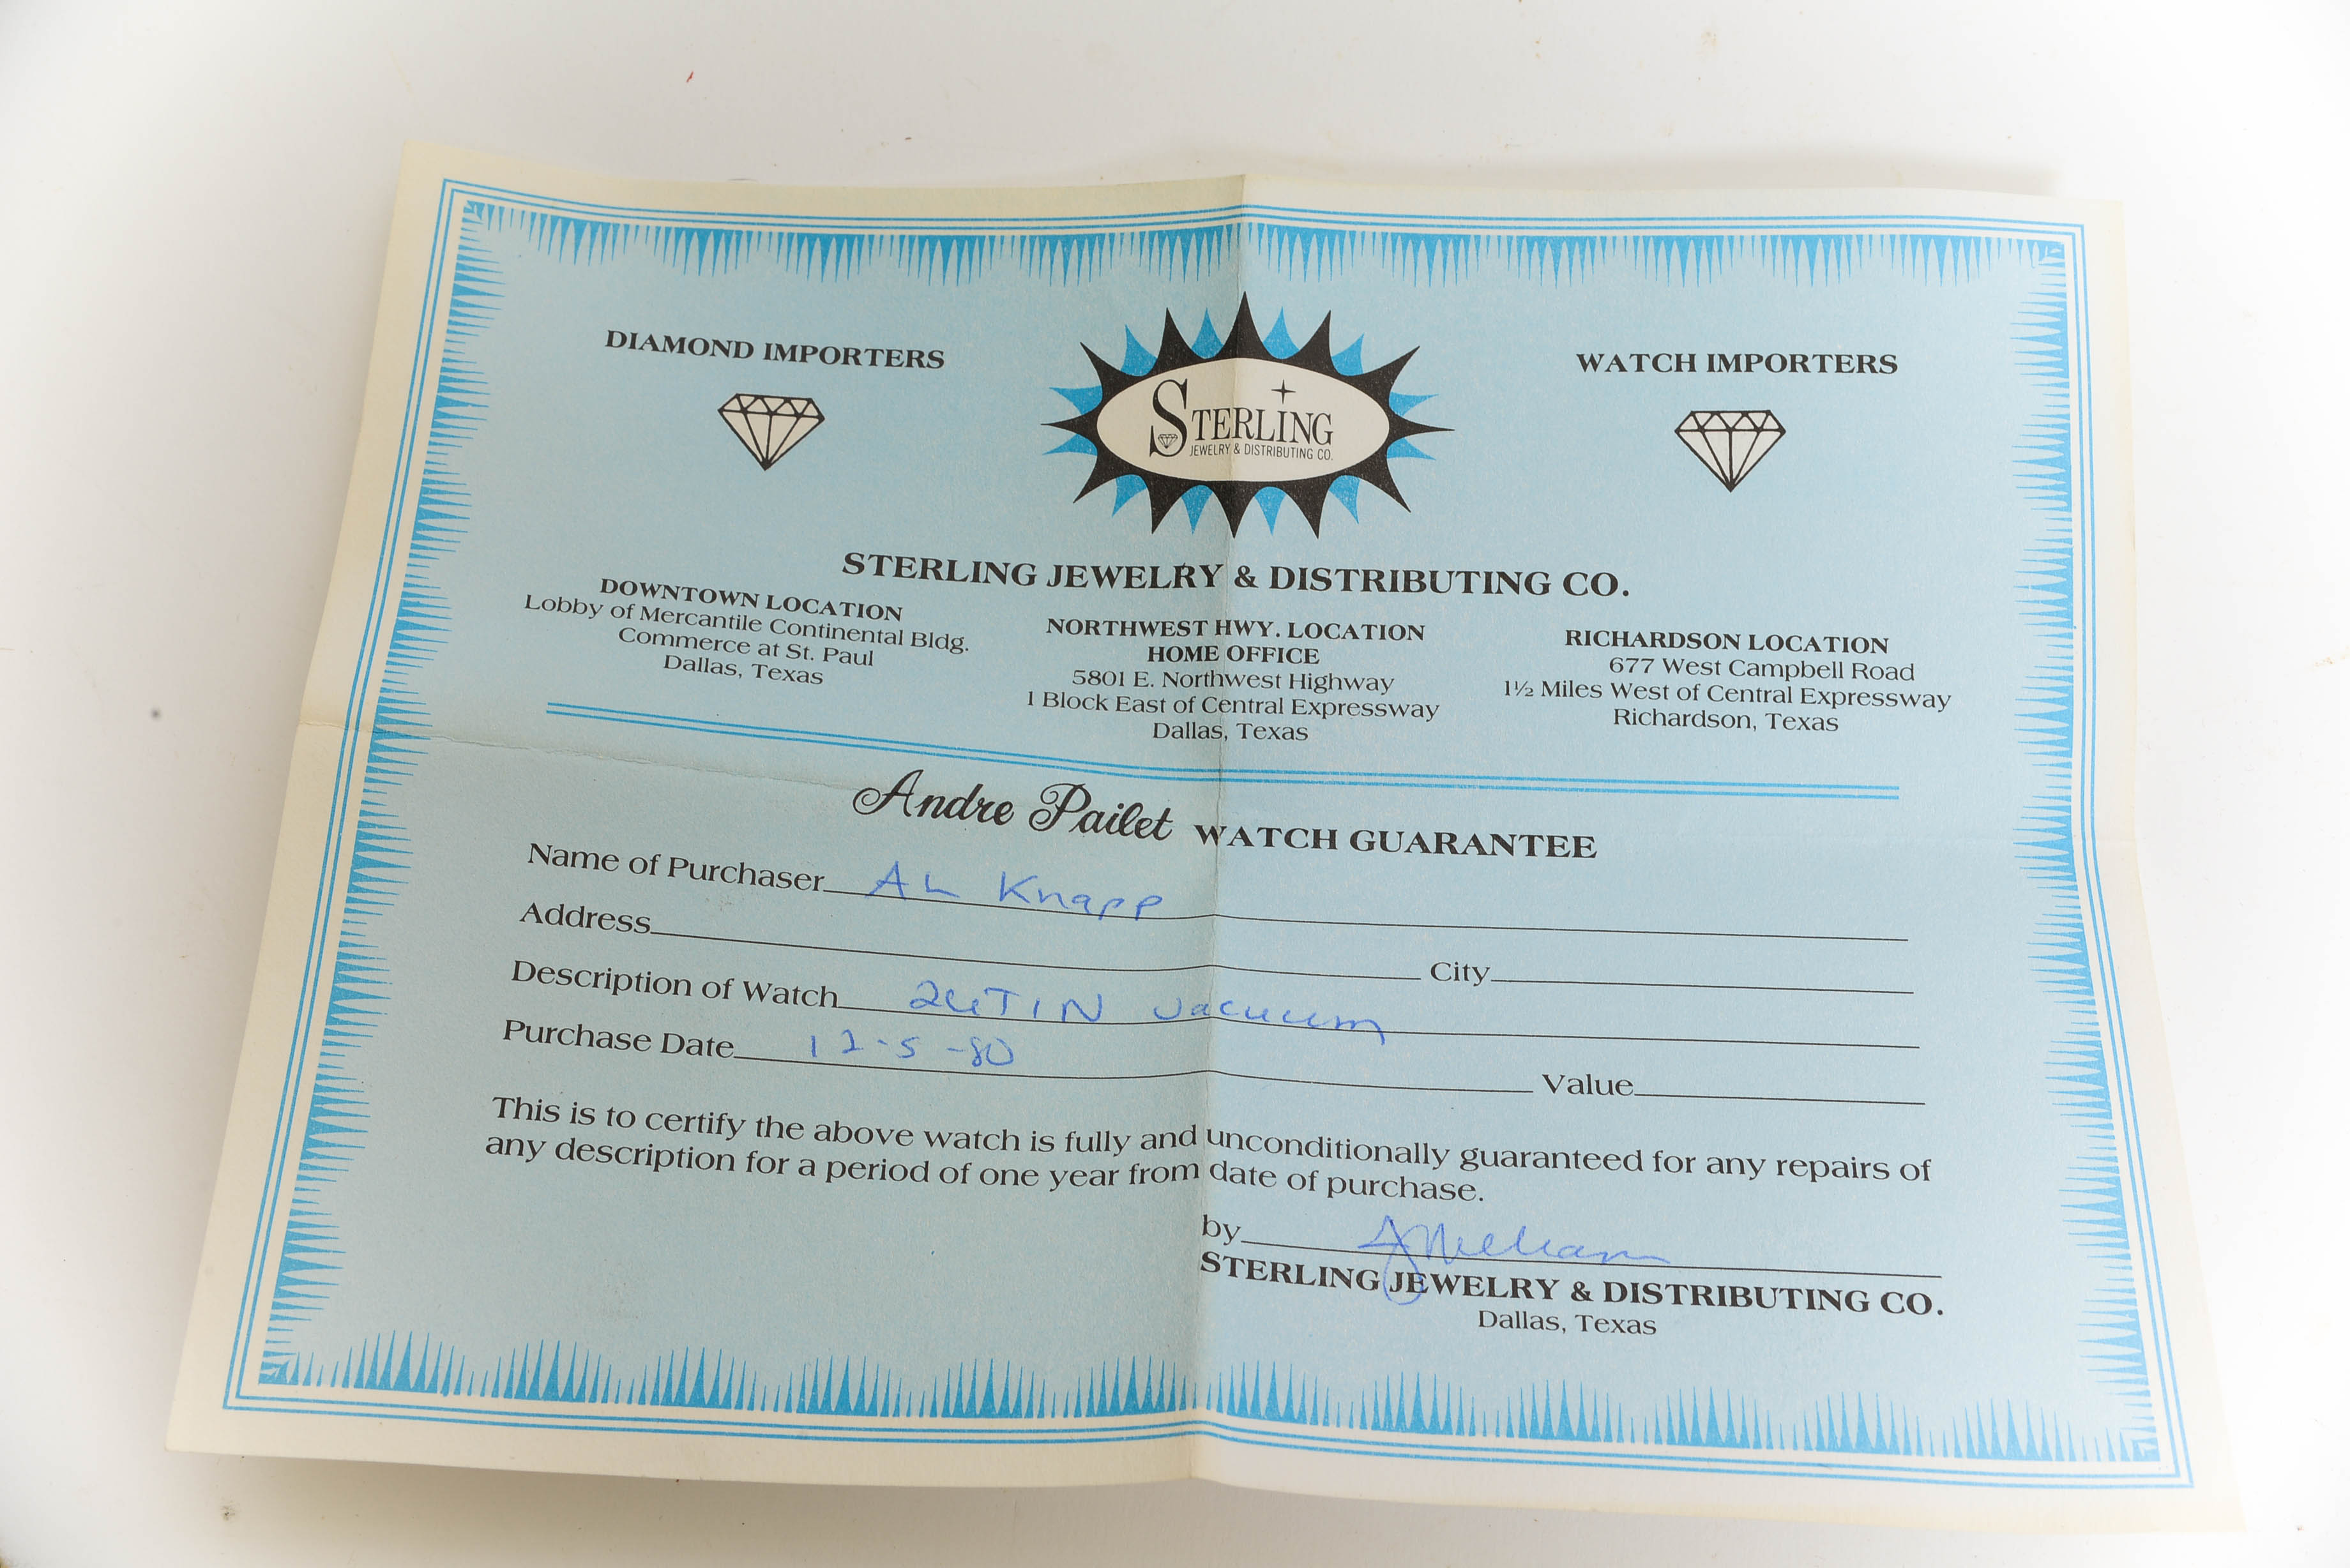 DIAMOND IMPORTERS
STERLING
JEWELRY & DISTRIBUTING CO.
WATCH IMPORTERS
STERLING JEWELRY & DISTRIBUTING CO.
DOWNTOWN LOCATION
Lobby of Mercantile Continental Bldg.
Commerce at St. Paul
Dallas, Texas
NORTHWEST HWY. LOCATION
HOME OFFICE
5801 E. Northwest Highway
1 Block East of Central Expressway
Dallas, Texas
RICHARDSON LOCATION
677 West Campbell Road
1½ Miles West of Central Expressway
Richardson, Texas
Andre Pailet WATCH GUARANTEE
Name of Purchaser AL Knapp
Address City
Description of Watch Vacuum
Purchase Date 12-5-80 Value
This is to certify the above watch is fully and unconditionally guaranteed for any repairs of
any description for a period of one year from date of purchase.
by
STERLING JEWELRY & DISTRIBUTING CO.
Dallas, Texas